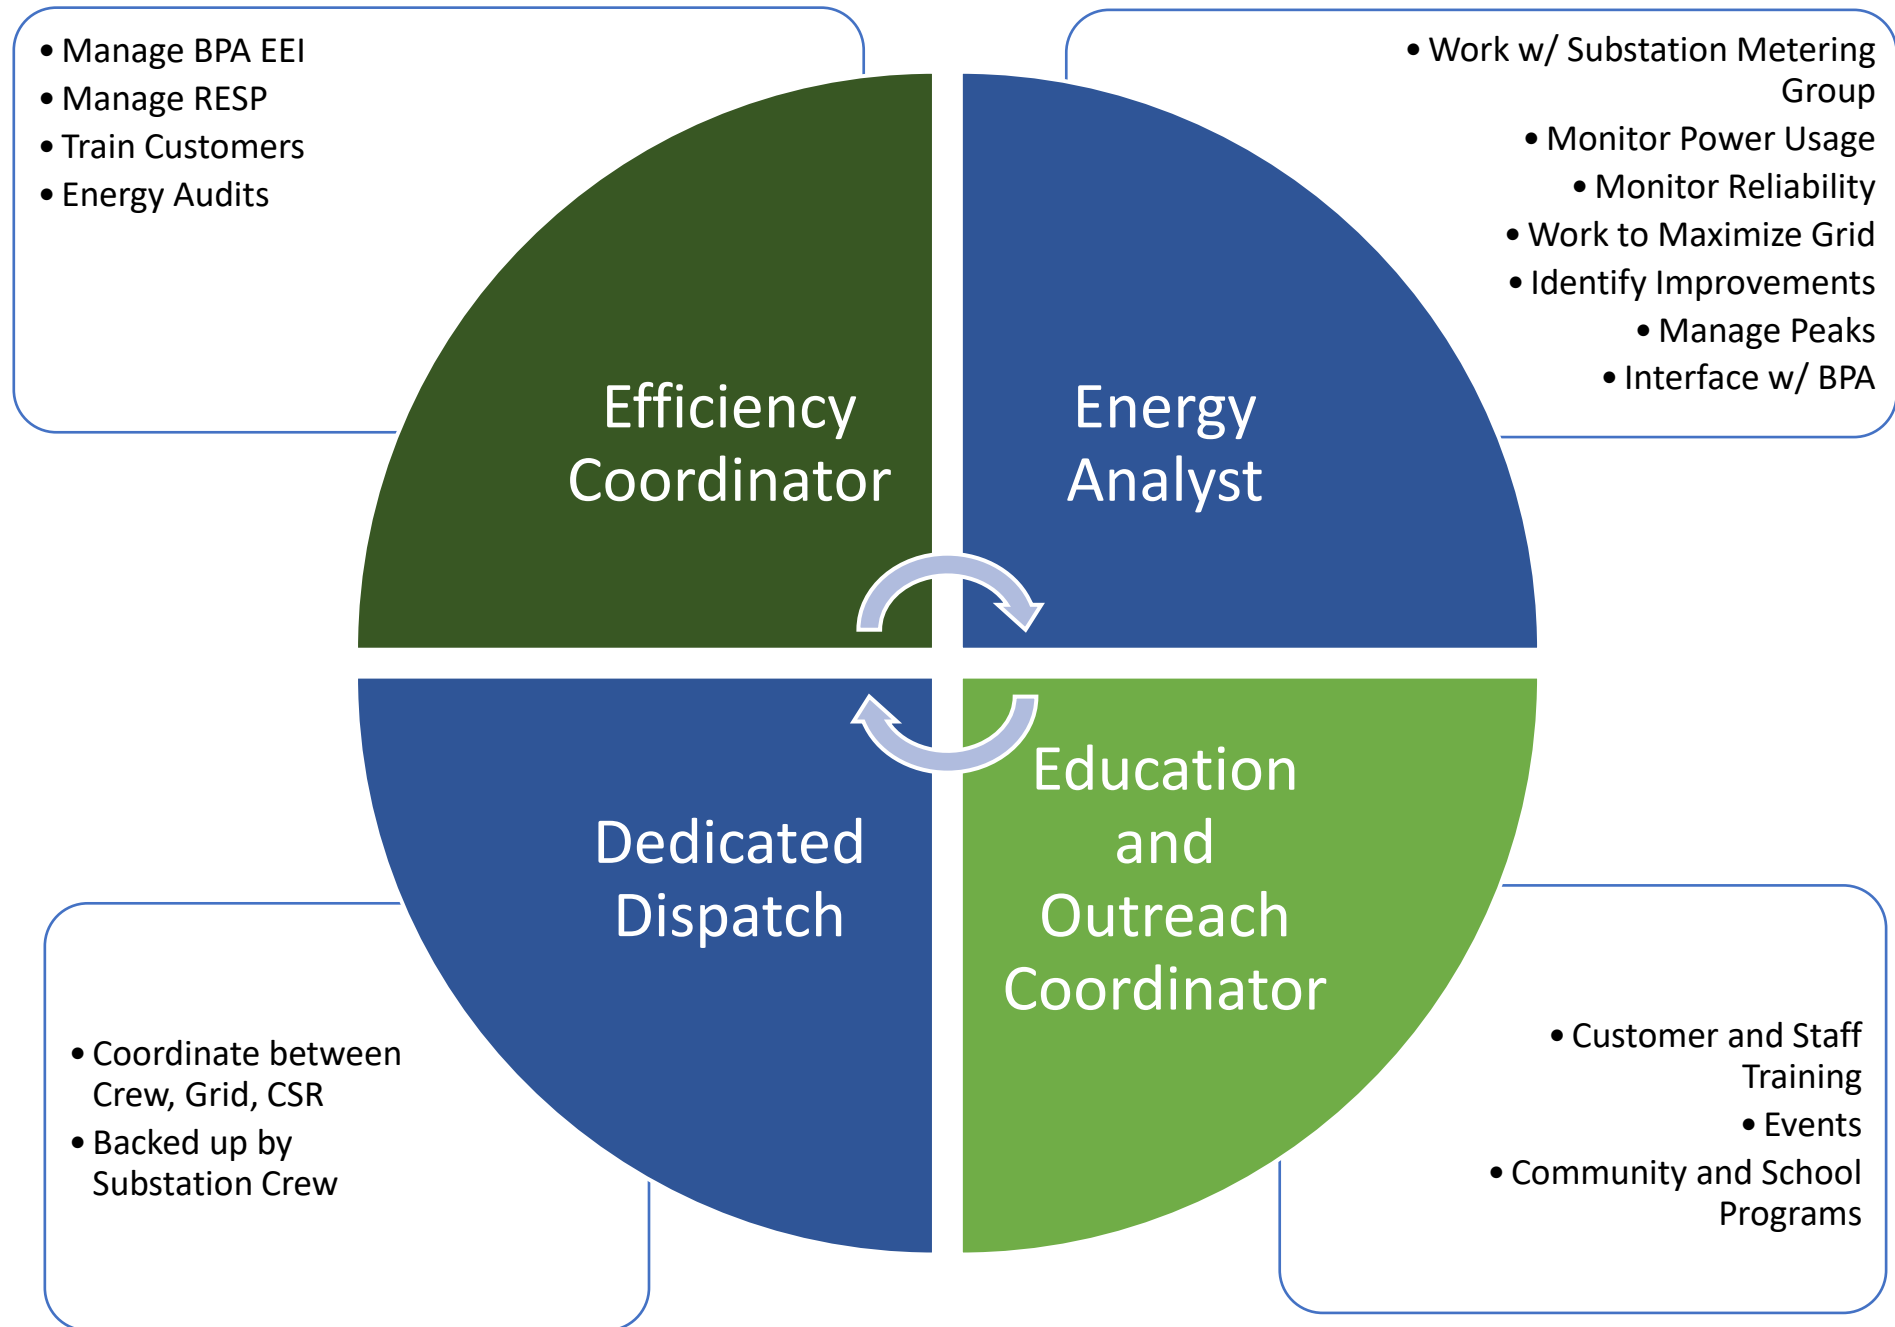 • Manage BPA EEI
• Manage RESP
• Train Customers
• Energy Audits
• Work w/ Substation Metering
Group
• Monitor Power Usage
• Monitor Reliability
• Work to Maximize Grid
• Identify Improvements
• Manage Peaks
• Interface w/ BPA
Efficiency
Coordinator
Energy
Analyst
Dedicated
Dispatch
Education
and
Outreach
Coordinator
• Coordinate between
Crew, Grid, CSR
• Backed up by
Substation Crew
• Customer and Staff
Training
• Events
• Community and School
Programs